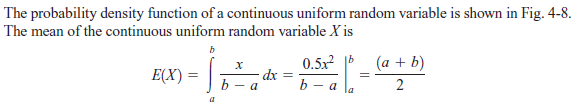 The probability density function of a continuous uniform random variable is shown in Fig. 4-8.
The mean of the continuous uniform random variable X is
E(X) = ∫_a^b x/(b − a) dx = 0.5x²/(b − a) |_a^b = (a + b)/2